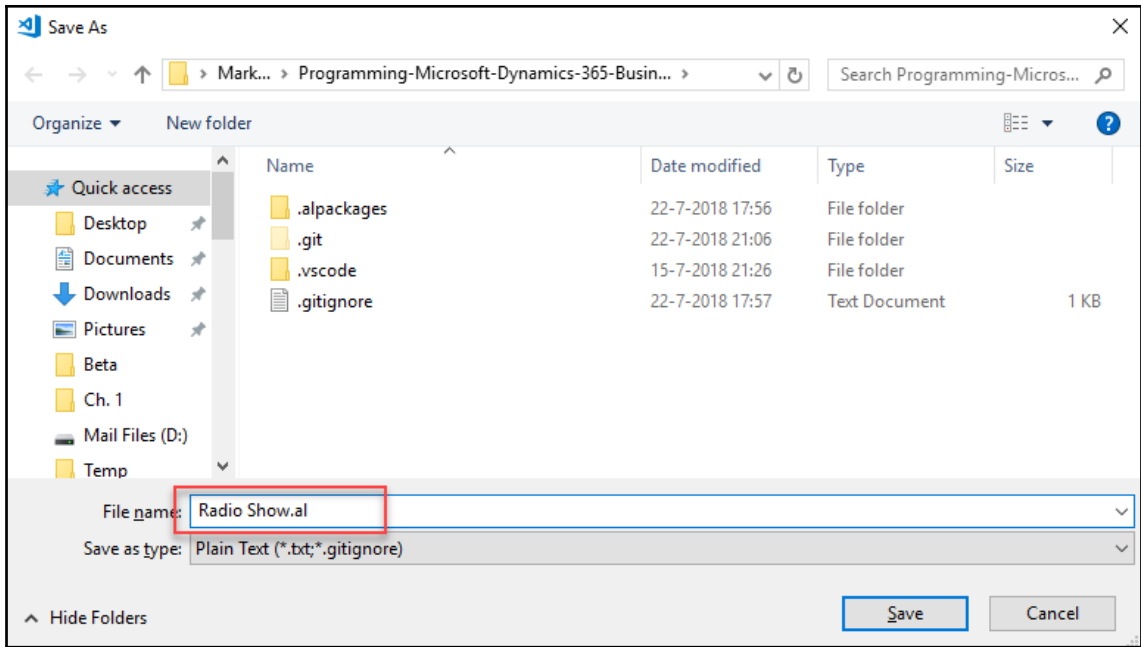 Save As
Mark... Programming-Microsoft-Dynamics-365-Busin... Search Programming-Micros...
Organize New folder ?
Name Date modified Type Size
Quick access
Desktop .alpackages 22-7-2018 17:56 File folder
Documents .git 22-7-2018 21:06 File folder
Downloads .vscode 15-7-2018 21:26 File folder
Pictures .gitignore 22-7-2018 17:57 Text Document 1 KB
Beta
Ch. 1
Mail Files (D:)
Temp
File name: Radio Show.al
Save as type: Plain Text (*.txt;*.gitignore)
Hide Folders Save Cancel